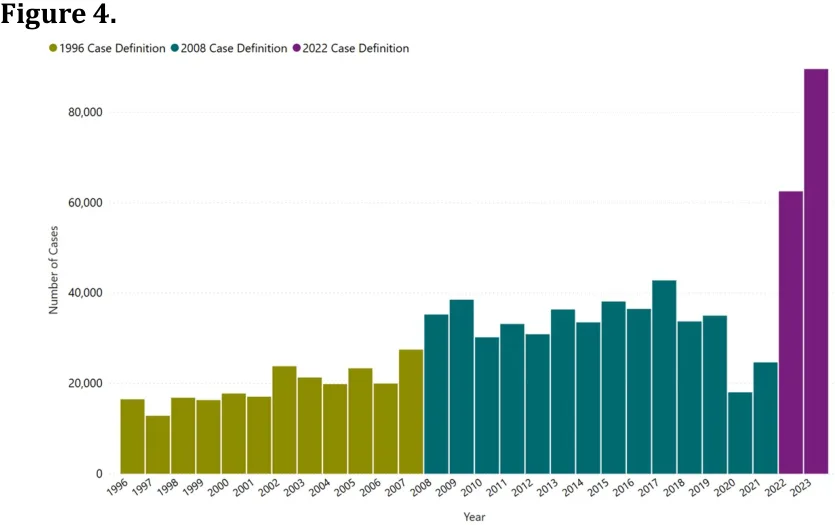 Figure 4.
1996 Case Definition 2008 Case Definition 2022 Case Definition
80,000
60,000
40,000
20,000
0
Number of Cases
1996 1997 1998 1999 2000 2001 2002 2003 2004 2005 2006 2007 2008 2009 2010 2011 2012 2013 2014 2015 2016 2017 2018 2019 2020 2021 2022 2023
Year